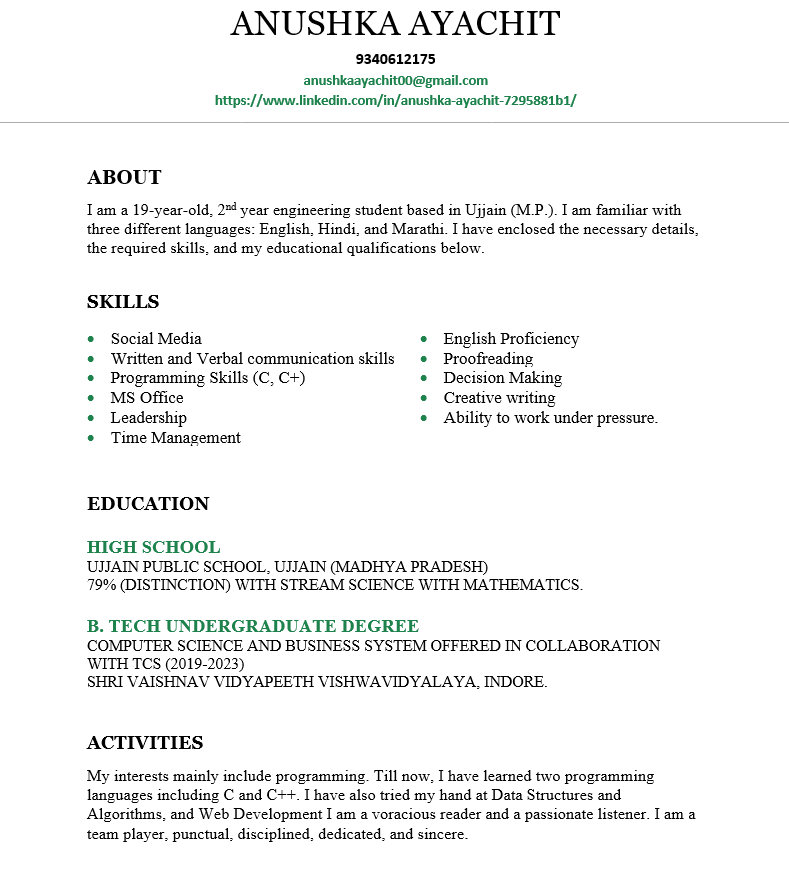 ANUSHKA AYACHIT
9340612175
anushkaayachit00@gmail.com
https://www.linkedin.com/in/anushka-ayachit-7295881b1/
ABOUT
I am a 19-year-old, 2nd year engineering student based in Ujjain (M.P.). I am familiar with
three different languages: English, Hindi, and Marathi. I have enclosed the necessary details,
the required skills, and my educational qualifications below.
SKILLS
• Social Media
• Written and Verbal communication skills
• Programming Skills (C, C+)
• MS Office
• Leadership
• Time Management
• English Proficiency
• Proofreading
• Decision Making
• Creative writing
• Ability to work under pressure.
EDUCATION
HIGH SCHOOL
UJJAIN PUBLIC SCHOOL, UJJAIN (MADHYA PRADESH)
79% (DISTINCTION) WITH STREAM SCIENCE WITH MATHEMATICS.
B. TECH UNDERGRADUATE DEGREE
COMPUTER SCIENCE AND BUSINESS SYSTEM OFFERED IN COLLABORATION
WITH TCS (2019-2023)
SHRI VAISHNAV VIDYAPEETH VISHWAVIDYALAYA, INDORE.
ACTIVITIES
My interests mainly include programming. Till now, I have learned two programming
languages including C and C++. I have also tried my hand at Data Structures and
Algorithms, and Web Development I am a voracious reader and a passionate listener. I am a
team player, punctual, disciplined, dedicated, and sincere.